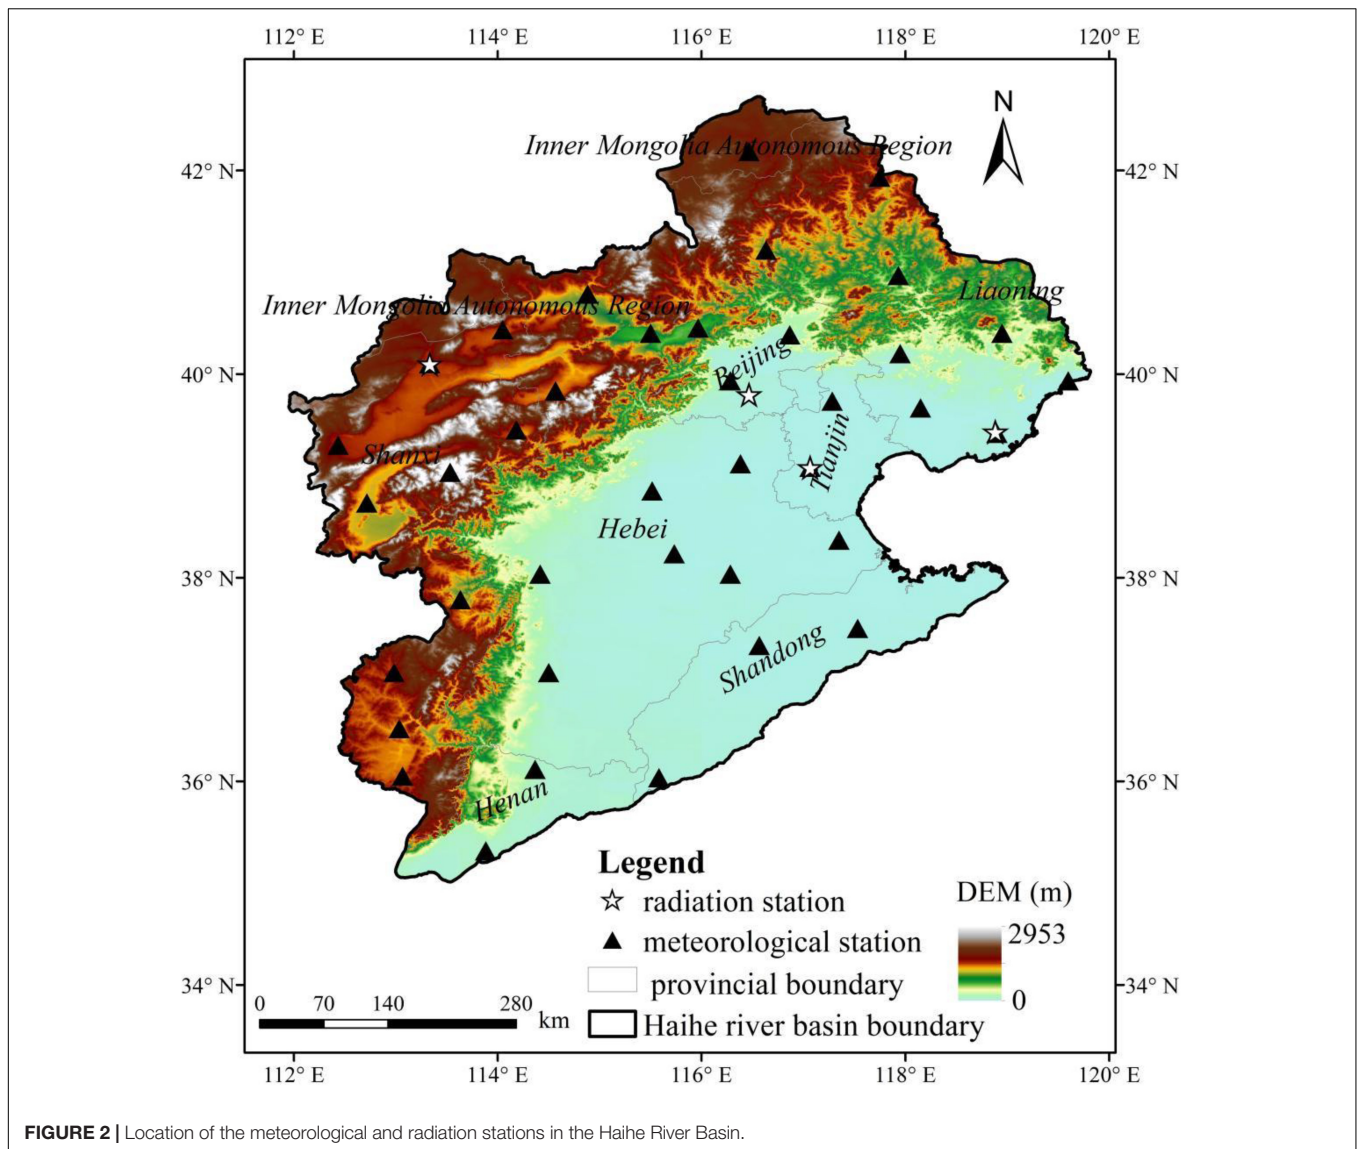 112° E 114° E 116° E 118° E 120° E
N
Inner Mongolia Autonomous Region
42° N 42° N
Liaoning
Inner Mongolia Autonomous Region
Beijing
40° N 40° N
Tianjin
Shanxi
Hebei
38° N 38° N
Shandong
36° N 36° N
Henan
Legend
radiation station
meteorological station
provincial boundary
Haihe river basin boundary
DEM (m)
2953
0
34° N 34° N
0 70 140 280
km
112° E 114° E 116° E 118° E 120° E
FIGURE 2 | Location of the meteorological and radiation stations in the Haihe River Basin.